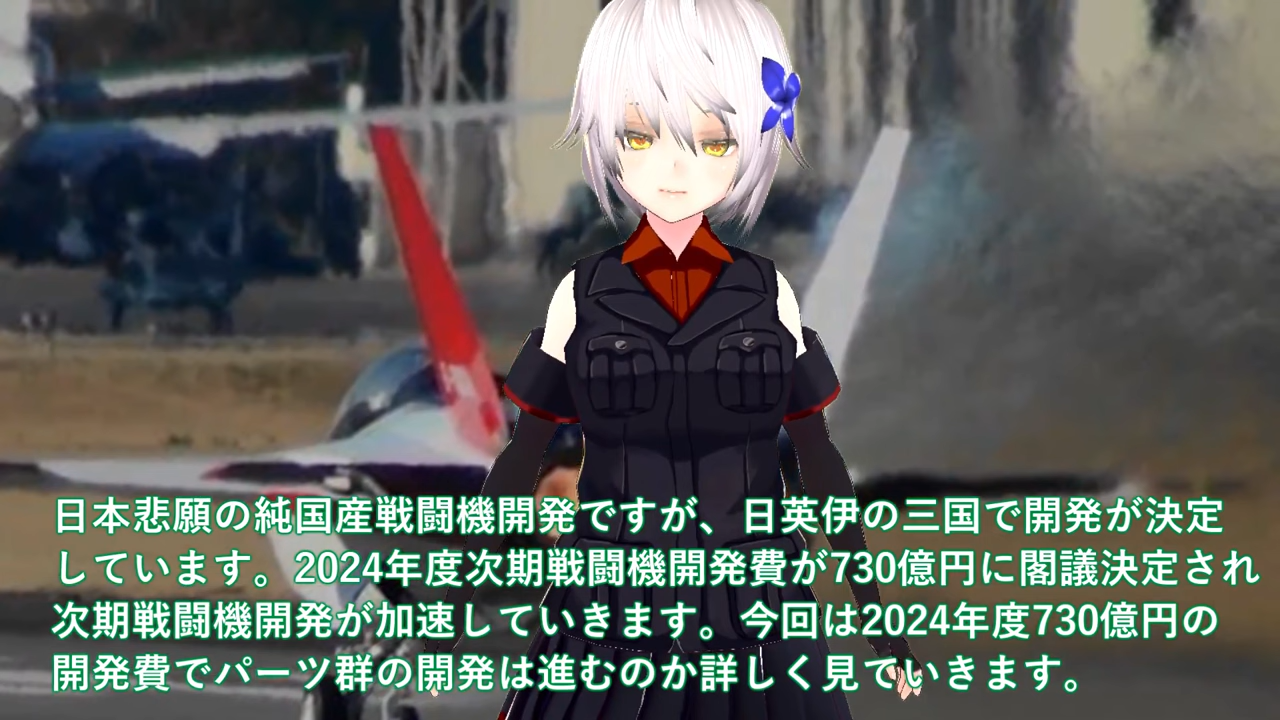 日本悲願の純国産戦闘機開発ですが、日英伊の三国で開発が決定
しています。2024年度次期戦闘機開発費が730億円に閣議決定され
次期戦闘機開発が加速していきます。今回は2024年度730億円の
開発費でパーツ群の開発は進むのか詳しく見ていきます。